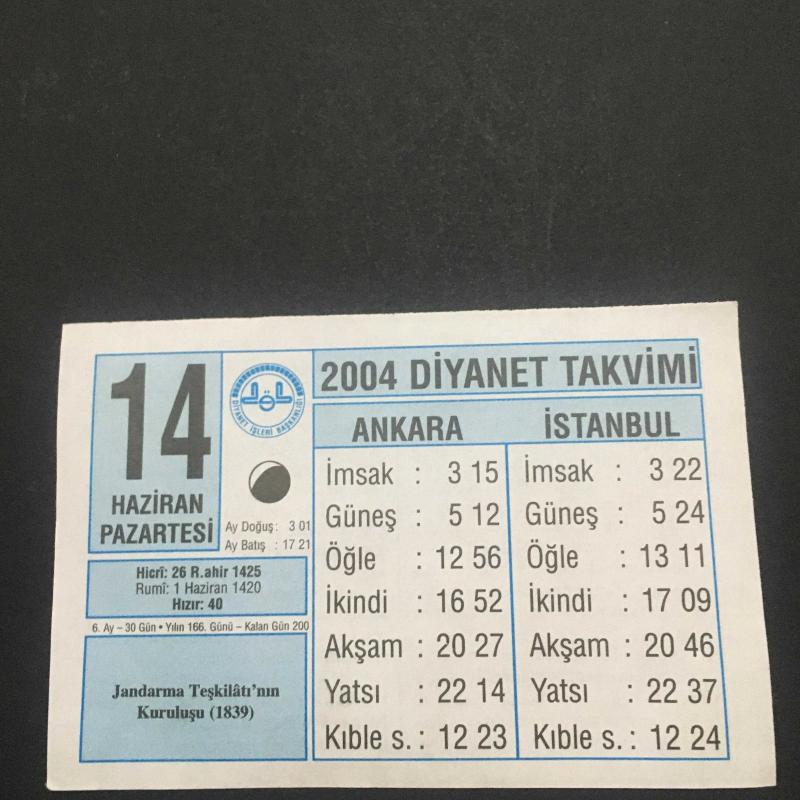 14
HAZİRAN
PAZARTESİ
DİYANET İŞLERİ BAŞKANLIĞI
Ay Doğuş: 3 01
Ay Batış : 17 21
Hicrî: 26 R.ahir 1425
Rumî: 1 Haziran 1420
Hızır: 40
6. Ay – 30 Gün • Yılın 166. Günü – Kalan Gün 200
Jandarma Teşkilâtı'nın
Kuruluşu (1839)
2004 DİYANET TAKVİMİ
ANKARA
İmsak : 3 15
Güneş : 5 12
Öğle : 12 56
İkindi : 16 52
Akşam : 20 27
Yatsı : 22 14
Kıble s. : 12 23
İSTANBUL
İmsak : 3 22
Güneş : 5 24
Öğle : 13 11
İkindi : 17 09
Akşam : 20 46
Yatsı : 22 37
Kıble s. : 12 24